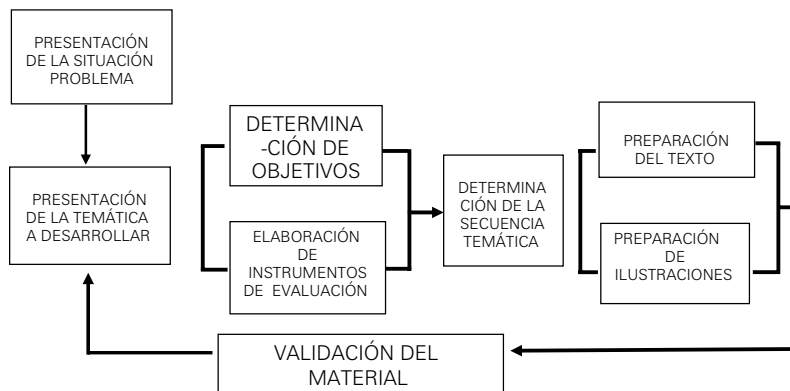 PRESENTACIÓN
DE LA SITUACIÓN
PROBLEMA
PRESENTACIÓN
DE LA TEMÁTICA
A DESARROLLAR
DETERMINA
-CIÓN DE
OBJETIVOS
ELABORACIÓN
DE
INSTRUMENTOS
DE EVALUACIÓN
DETERMINA
CIÓN DE LA
SECUENCIA
TEMÁTICA
PREPARACIÓN
DEL TEXTO
PREPARACIÓN
DE
ILUSTRACIONES
VALIDACIÓN DEL
MATERIAL